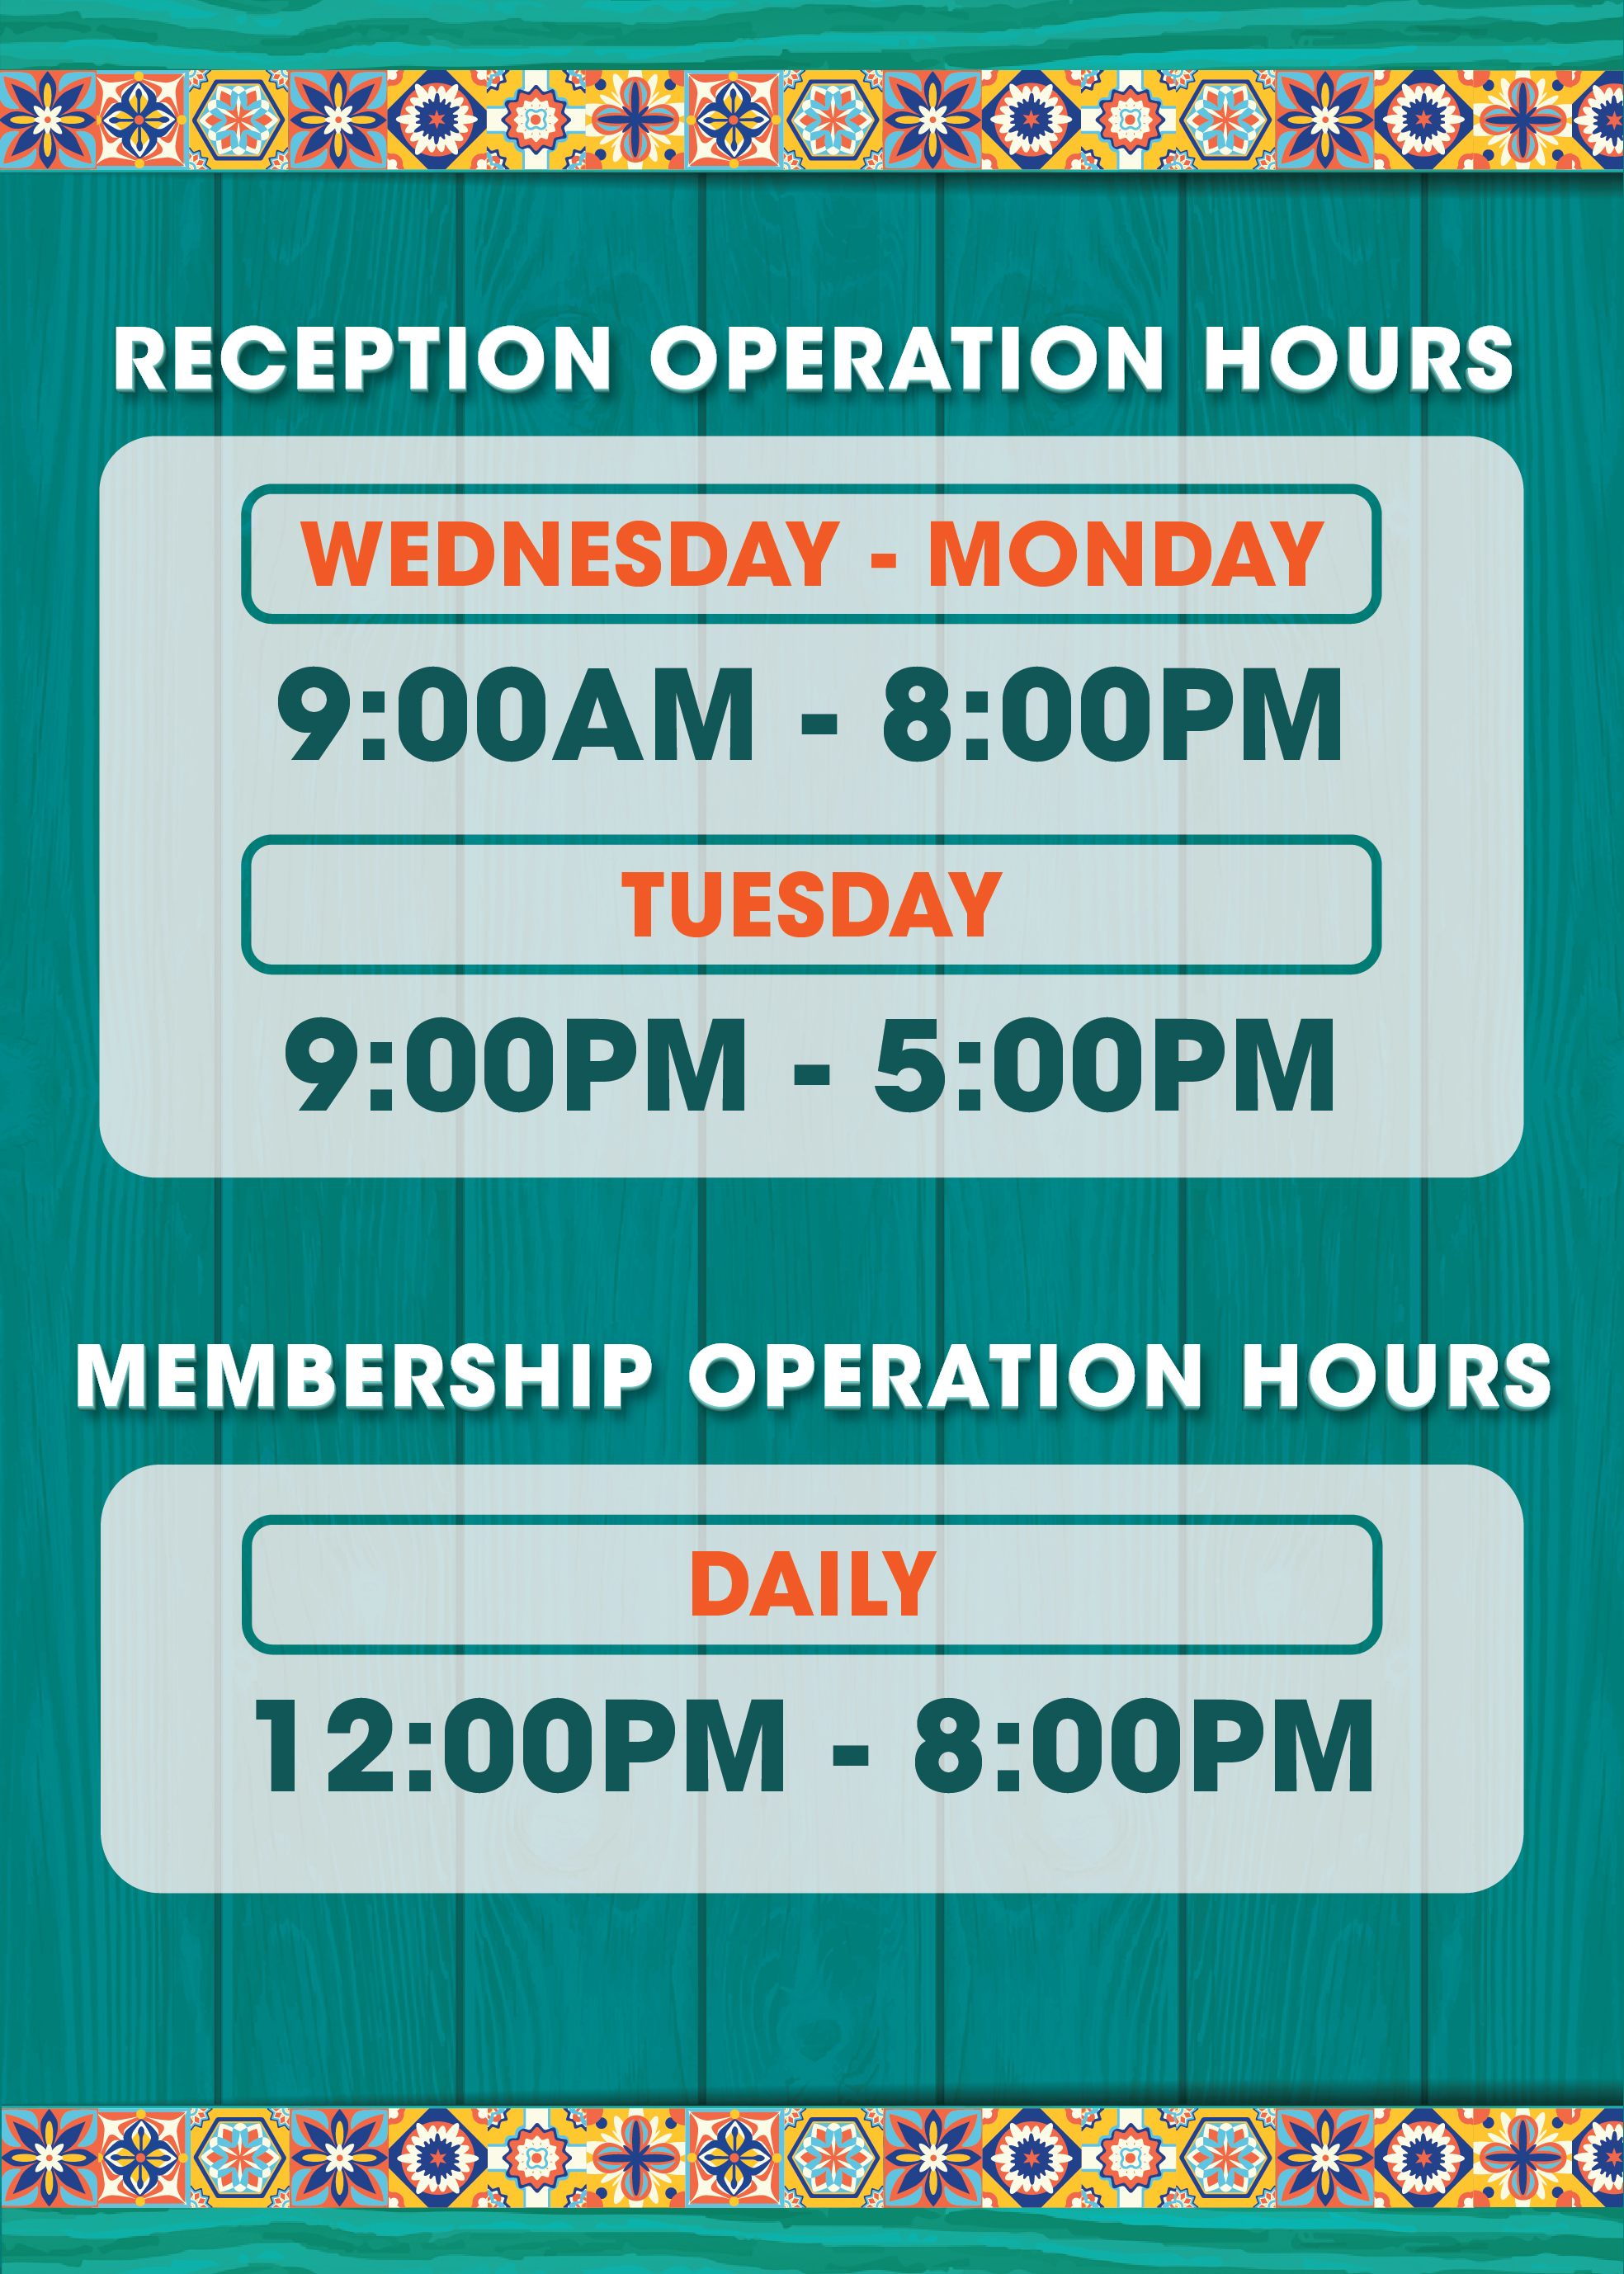 RECEPTION OPERATION HOURS
WEDNESDAY - MONDAY
9:00AM - 8:00PM
TUESDAY
9:00PM - 5:00PM
MEMBERSHIP OPERATION HOURS
DAILY
12:00PM - 8:00PM